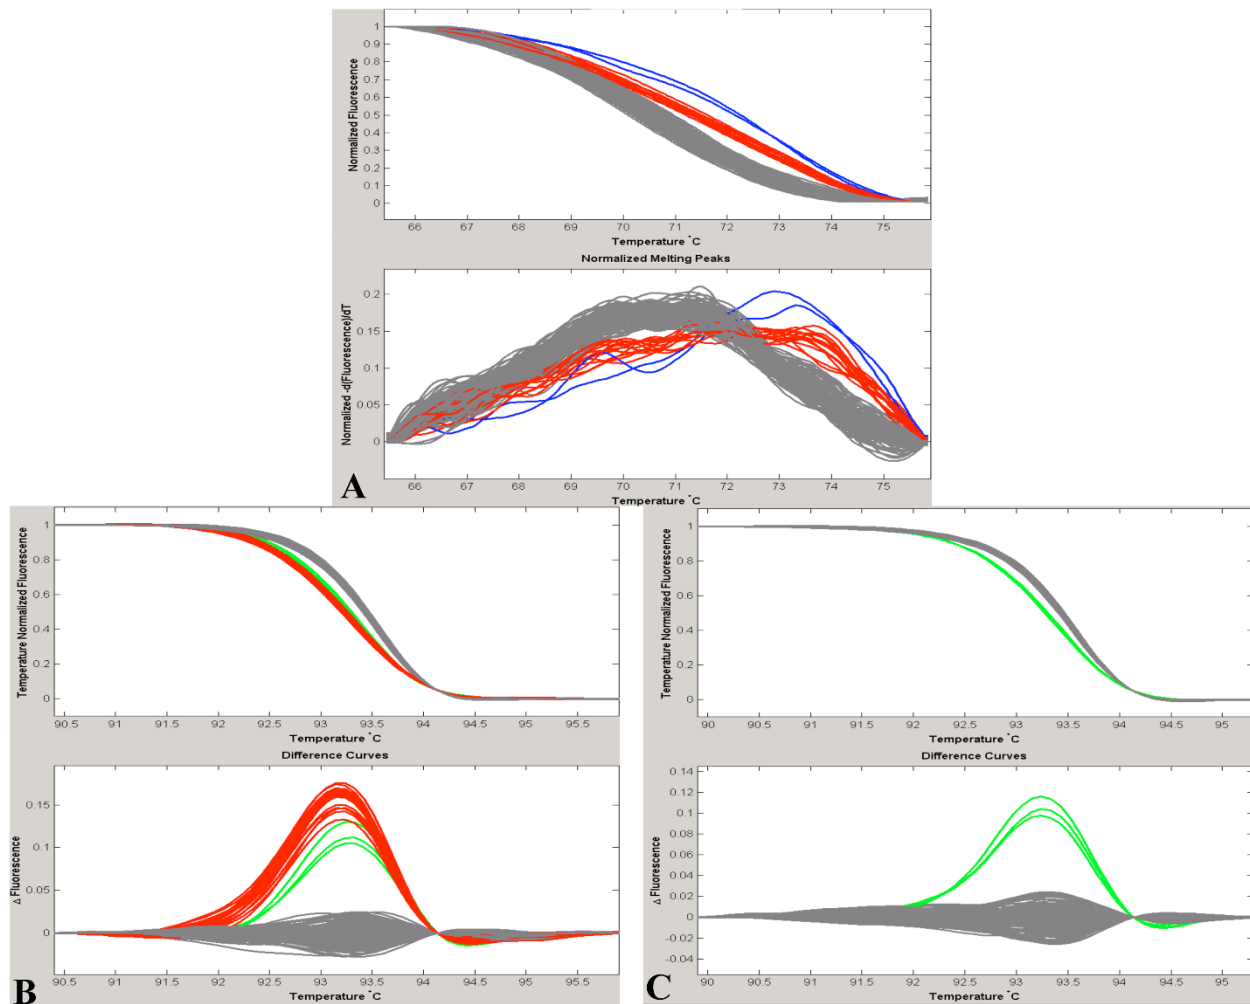 Normalized Fluorescence
1
0.9
0.8
0.7
0.6
0.5
0.4
0.3
0.2
0.1
0
66 67 68 69 70 71 72 73 74 75
Temperature °C
Normalized Melting Peaks
Normalized -d(Fluorescence)/dT
0.2
0.15
0.1
0.05
0
66 67 68 69 70 71 72 73 74 75
Temperature °C
A
Temperature Normalized Fluorescence
1
0.8
0.6
0.4
0.2
0
90.5 91 91.5 92 92.5 93 93.5 94 94.5 95 95.5
Temperature °C
Difference Curves
Δ Fluorescence
0.15
0.1
0.05
0
90.5 91 91.5 92 92.5 93 93.5 94 94.5 95 95.5
Temperature °C
B
Temperature Normalized Fluorescence
1
0.8
0.6
0.4
0.2
0
90 90.5 91 91.5 92 92.5 93 93.5 94 94.5 95
Temperature °C
Difference Curves
Δ Fluorescence
0.14
0.12
0.1
0.08
0.06
0.04
0.02
0
-0.02
-0.04
90 90.5 91 91.5 92 92.5 93 93.5 94 94.5 95
Temperature °C
C